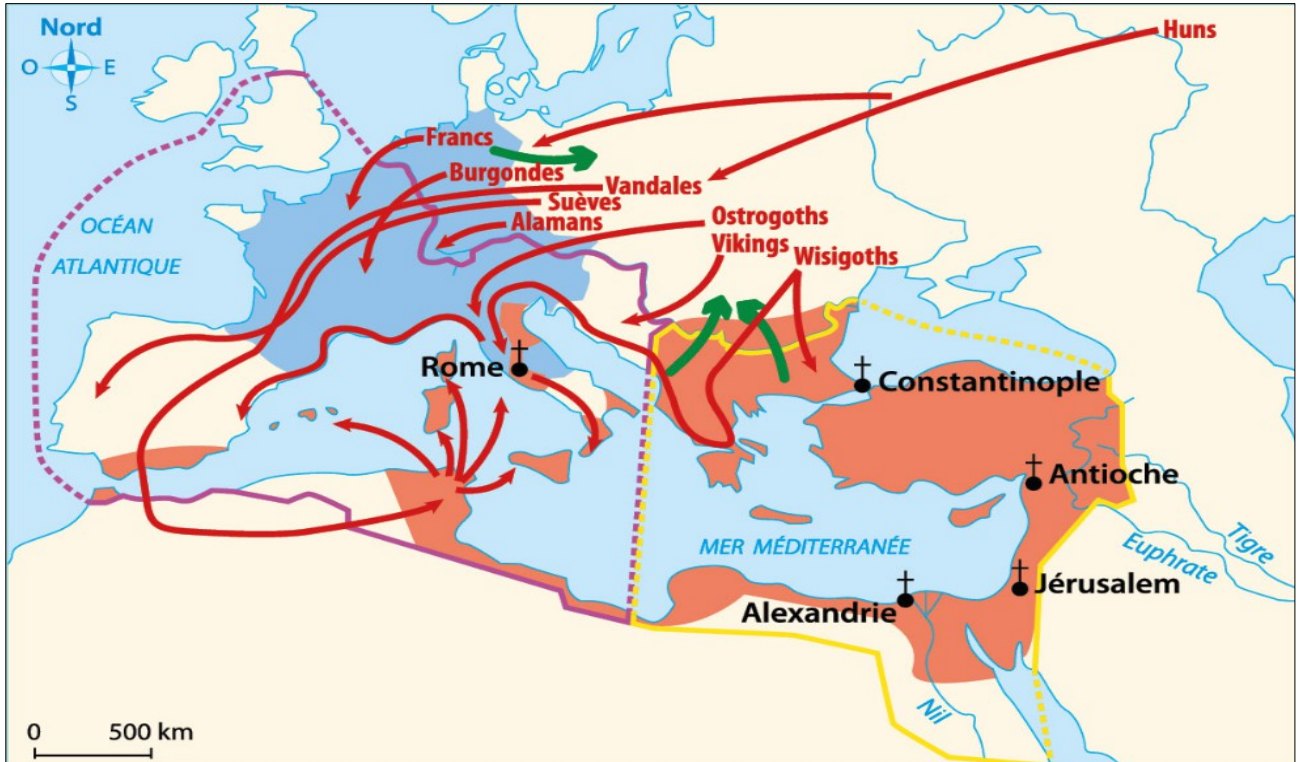 Nord
O E
S
Huns
Francs
Burgondes
Vandales
Suèves
Alamans
Ostrogoths
Vikings
Wisigoths
OCÉAN
ATLANTIQUE
Rome
Constantinople
Antioche
MER MÉDITERRANÉE
Tigre
Euphrate
Jérusalem
Alexandrie
Nil
0 500 km